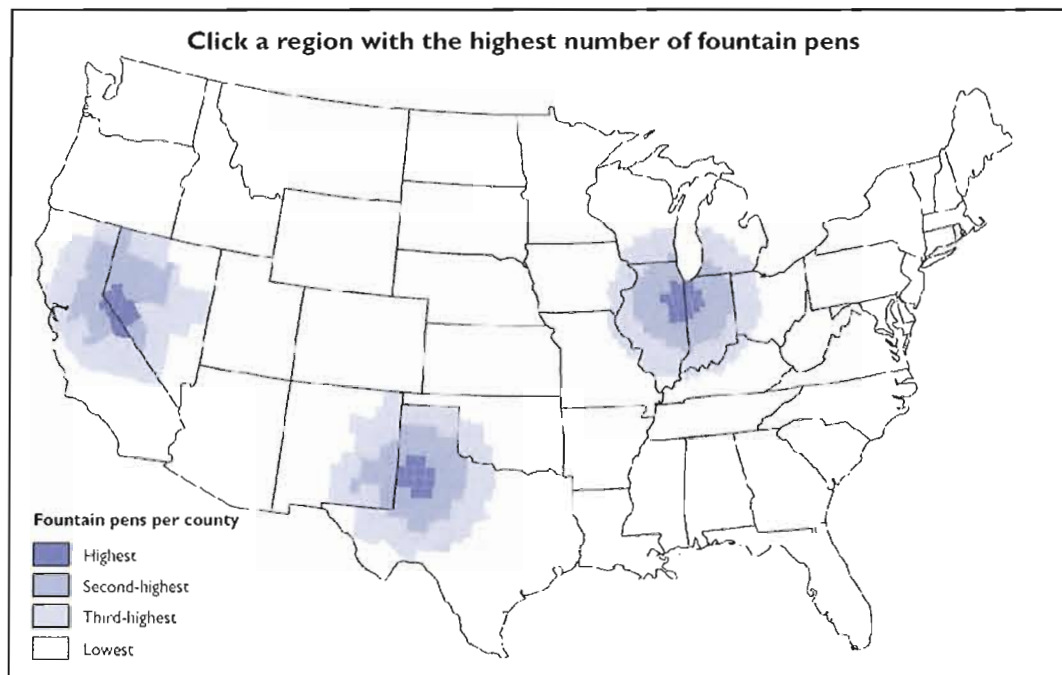 Click a region with the highest number of fountain pens
Fountain pens per county
Highest
Second-highest
Third-highest
Lowest